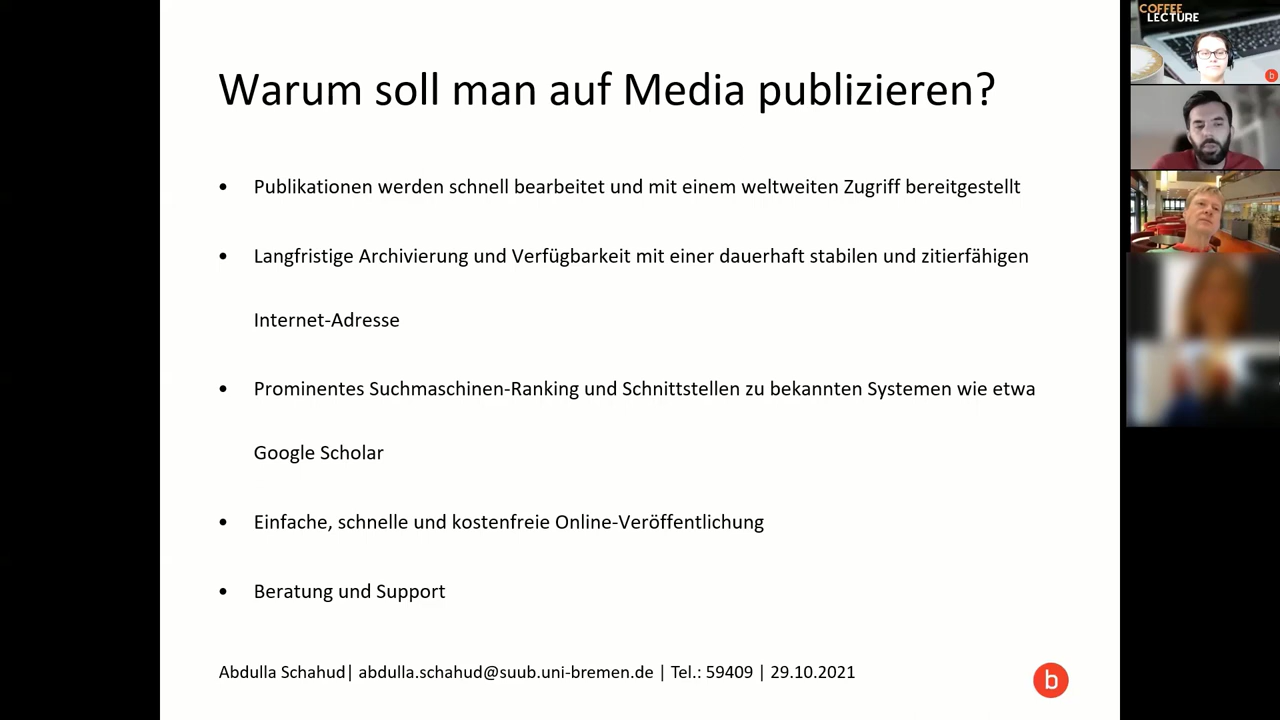 Warum soll man auf Media publizieren?
• Publikationen werden schnell bearbeitet und mit einem weltweiten Zugriff bereitgestellt
• Langfristige Archivierung und Verfügbarkeit mit einer dauerhaft stabilen und zitierfähigen
Internet-Adresse
• Prominentes Suchmaschinen-Ranking und Schnittstellen zu bekannten Systemen wie etwa
Google Scholar
• Einfache, schnelle und kostenfreie Online-Veröffentlichung
• Beratung und Support
Abdulla Schahud| abdulla.schahud@suub.uni-bremen.de | Tel.: 59409 | 29.10.2021
b
COFFEE
LECTURE
b